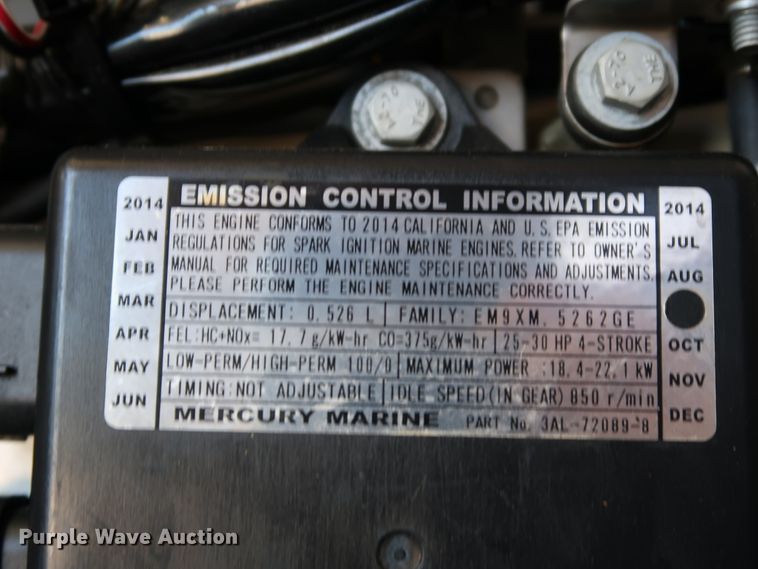 EMISSION CONTROL INFORMATION
2014
JAN
FEB
MAR
APR
MAY
JUN
THIS ENGINE CONFORMS TO 2014 CALIFORNIA AND U.S. EPA EMISSION
REGULATIONS FOR SPARK IGNITION MARINE ENGINES. REFER TO OWNER'S
MANUAL FOR REQUIRED MAINTENANCE SPECIFICATIONS AND ADJUSTMENTS.
PLEASE PERFORM THE ENGINE MAINTENANCE CORRECTLY.
DISPLACEMENT: 0.526 L FAMILY: EM9XM.5262GE
FEL:HC+NOx= 17.7g/kW-hr CO=375g/kW-hr 25-30 HP 4-STROKE
LOW-PERM/HIGH-PERM 100/0 MAXIMUM POWER :18.4-22.1 kW
TIMING:NOT ADJUSTABLE IDLE SPEED(IN GEAR) 850 r/min
MERCURY MARINE PART No. 3AL-72089-8
2014
JUL
AUG
OCT
NOV
DEC
Purple Wave Auction